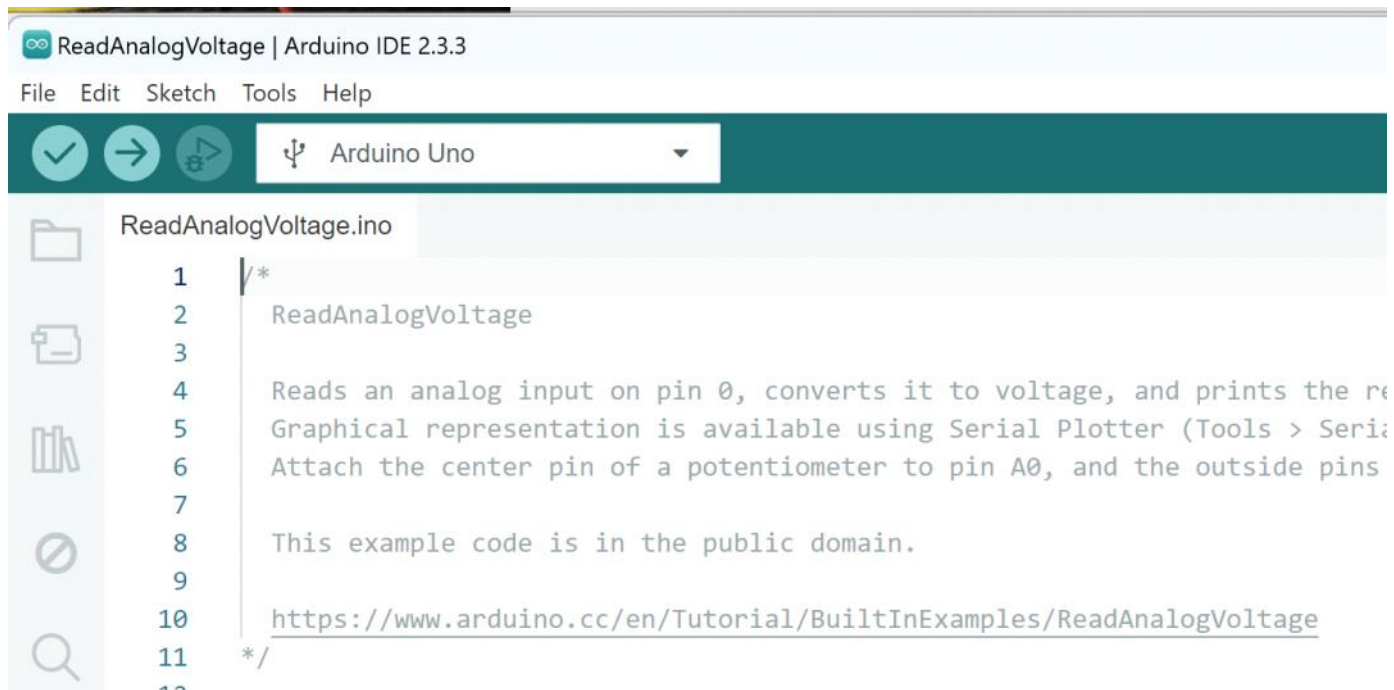 ReadAnalogVoltage | Arduino IDE 2.3.3
File Edit Sketch Tools Help
Arduino Uno
ReadAnalogVoltage.ino
1 /*
2 ReadAnalogVoltage
3
4 Reads an analog input on pin 0, converts it to voltage, and prints the
5 Graphical representation is available using Serial Plotter (Tools >
6 Attach the center pin of a potentiometer to pin A0, and the outside pins
7
8 This example code is in the public domain.
9
10 https://www.arduino.cc/en/Tutorial/BuiltInExamples/ReadAnalogVoltage
11 */